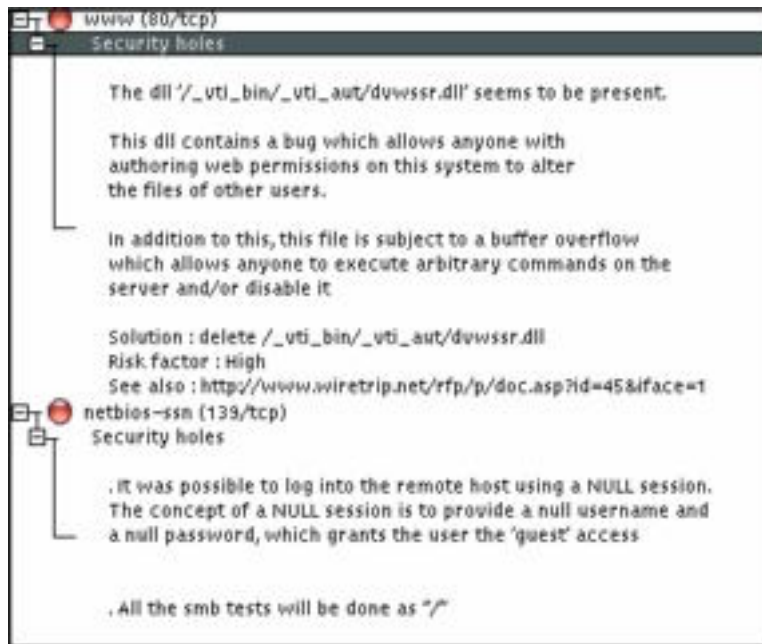 www (80/tcp)
Security holes
The dll '/_vti_bin/_vti_aut/dvwssr.dll' seems to be present.
This dll contains a bug which allows anyone with
authoring web permissions on this system to alter
the files of other users.
In addition to this, this file is subject to a buffer overflow
which allows anyone to execute arbitrary commands on the
server and/or disable it
Solution : delete /_vti_bin/_vti_aut/dvwssr.dll
Risk factor : High
See also : http://www.wiretrip.net/rfp/p/doc.asp?id=45&iface=1
netbios-ssn (139/tcp)
Security holes
. It was possible to log into the remote host using a NULL session.
The concept of a NULL session is to provide a null username and
a null password, which grants the user the 'guest' access
. All the smb tests will be done as ''/''